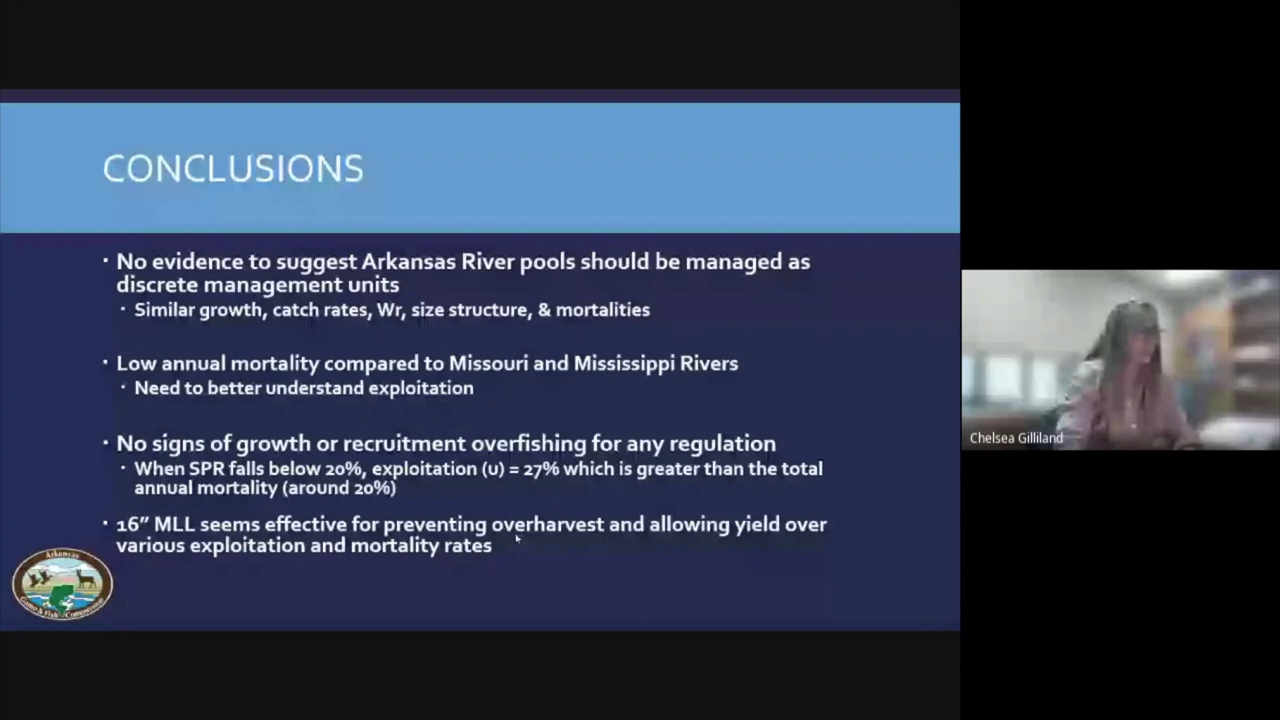 CONCLUSIONS
No evidence to suggest Arkansas River pools should be managed as
discrete management units
Similar growth, catch rates, Wr, size structure, & mortalities
Low annual mortality compared to Missouri and Mississippi Rivers
Need to better understand exploitation
No signs of growth or recruitment overfishing for any regulation
When SPR falls below 20%, exploitation (u) = 27% which is greater than the total
annual mortality (around 20%)
16” MLL seems effective for preventing overharvest and allowing yield over
various exploitation and mortality rates
Arkansas
Game & Fish Commission
Chelsea Gilliland